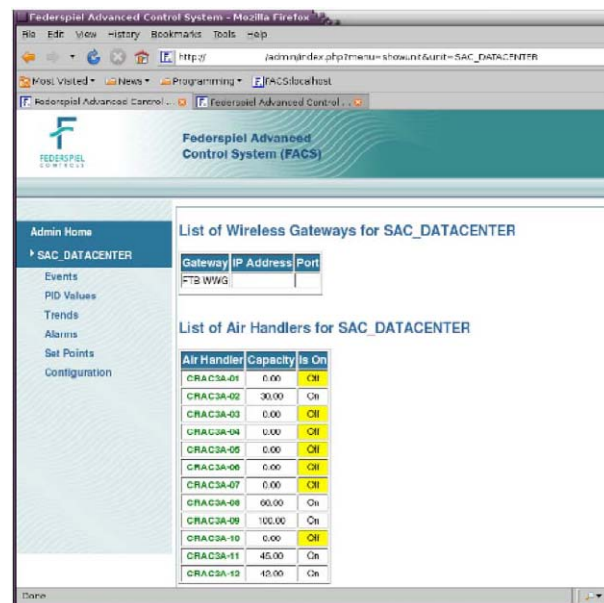 Federspiel Advanced Control System - Mozilla Firefox
File Edit View History Bookmarks Tools Help
http:// /admin/index.php?menu=showunit&unit=SAC_DATACENTER
Most Visited News Programming FACS:localhost
Federspiel Advanced Control ... Federspiel Advanced Control ...
FEDERSPIEL
CONTROLS
Federspiel Advanced
Control System (FACS)
Admin Home
SAC_DATACENTER
Events
PID Values
Trends
Alarms
Set Points
Configuration
List of Wireless Gateways for SAC_DATACENTER
Gateway IP Address Port
FTB WWG
List of Air Handlers for SAC_DATACENTER
Air Handler Capacity Is On
CRAC3A-01 0.00 Off
CRAC3A-02 30.00 On
CRAC3A-03 0.00 Off
CRAC3A-04 0.00 Off
CRAC3A-05 0.00 Off
CRAC3A-06 0.00 Off
CRAC3A-07 0.00 Off
CRAC3A-08 60.00 On
CRAC3A-09 100.00 On
CRAC3A-10 0.00 Off
CRAC3A-11 45.00 On
CRAC3A-12 42.00 On
Done